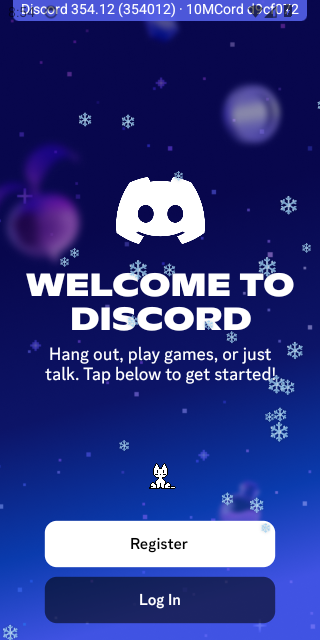 Discord 354.12 (354012) · 10MCord
WELCOME TO
DISCORD
Hang out, play games, or just
talk. Tap below to get started!
Register
Log In